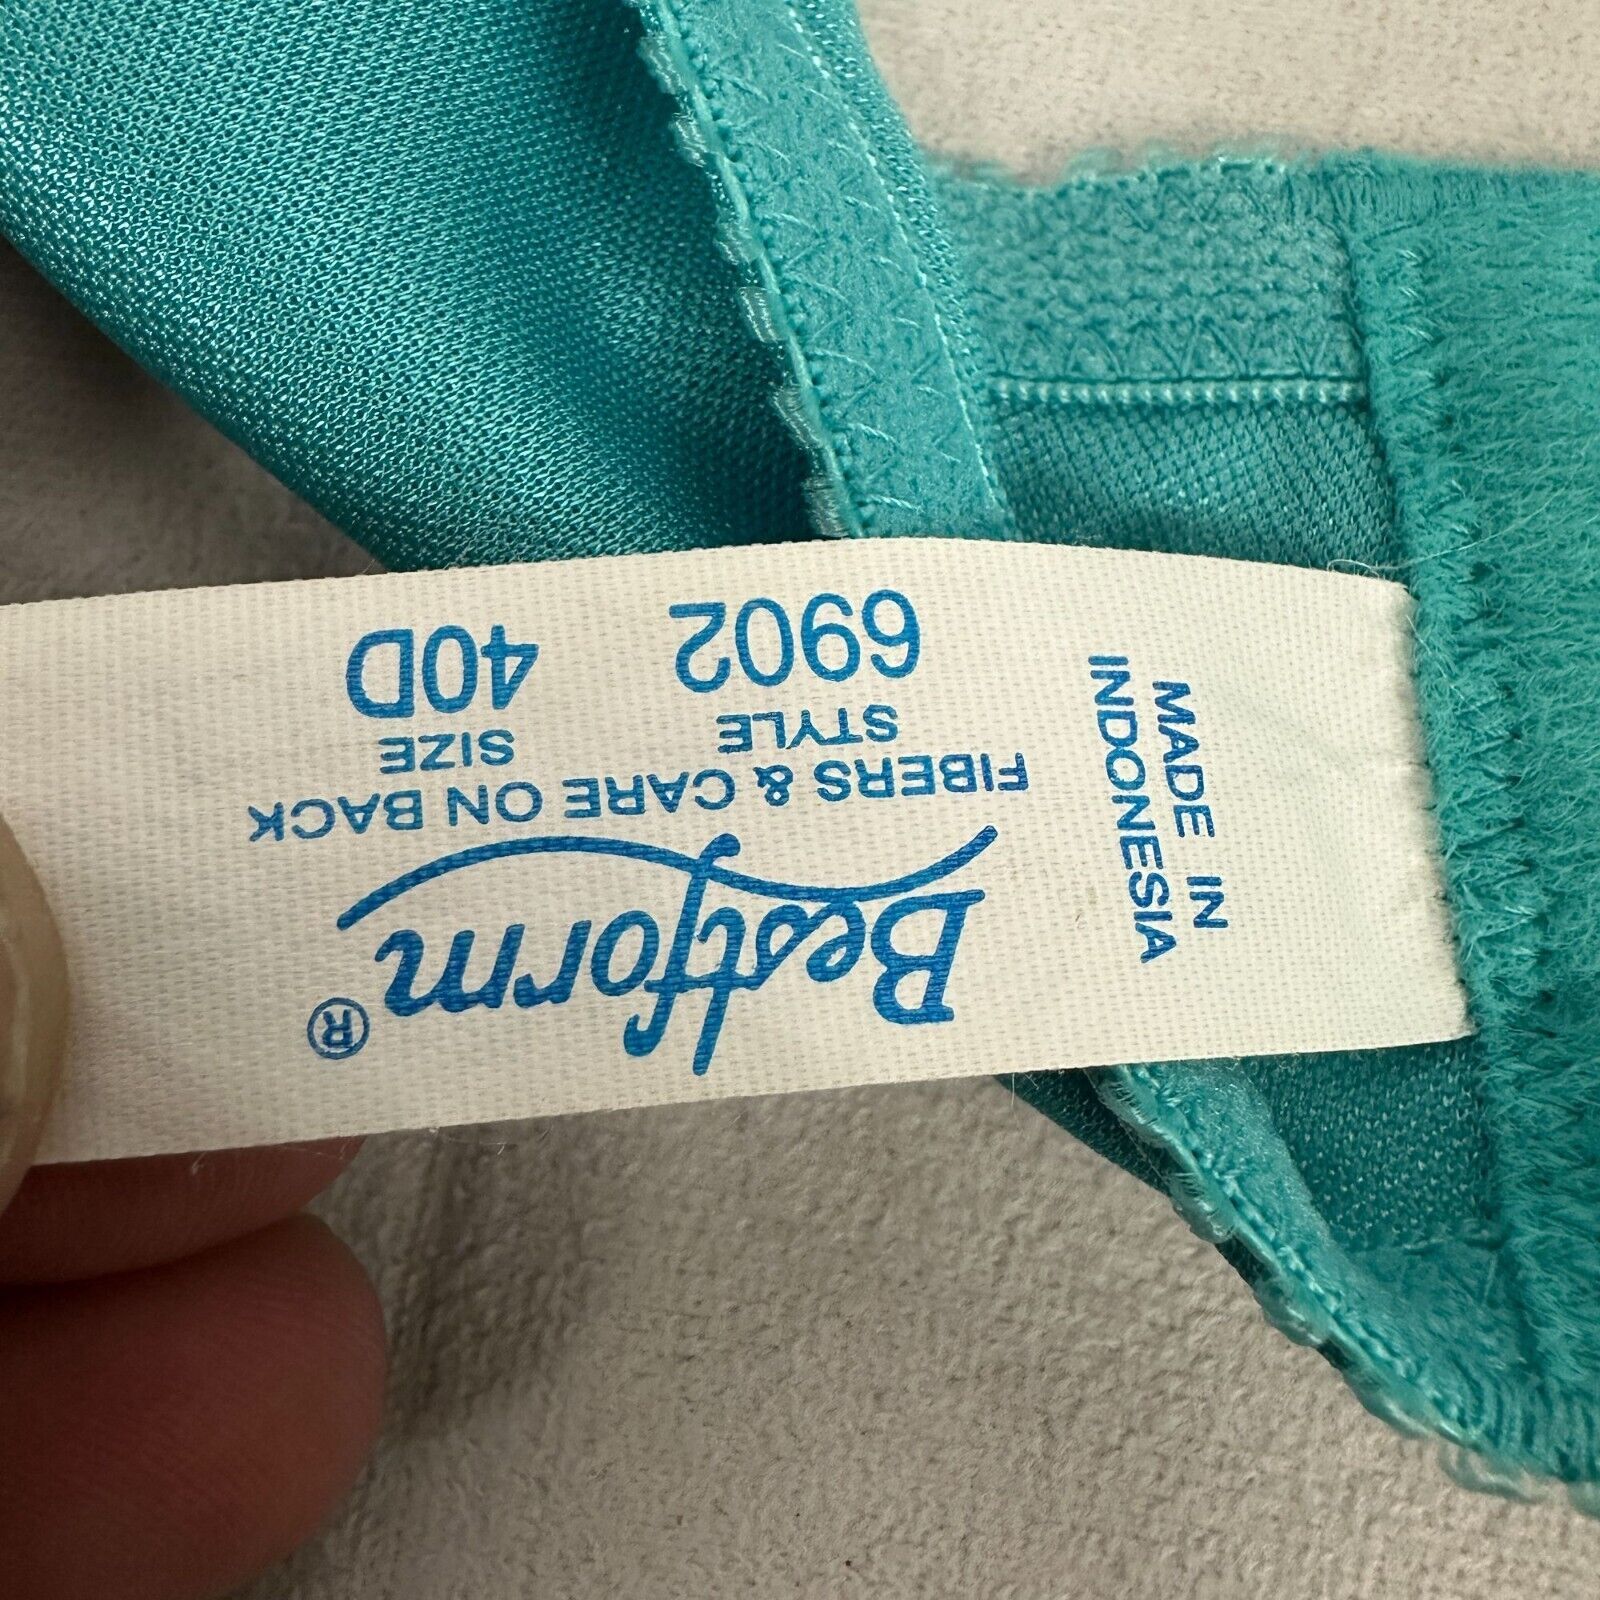 Bestform®
FIBERS & CARE ON BACK
STYLE SIZE
6902 40D
MADE IN
INDONESIA